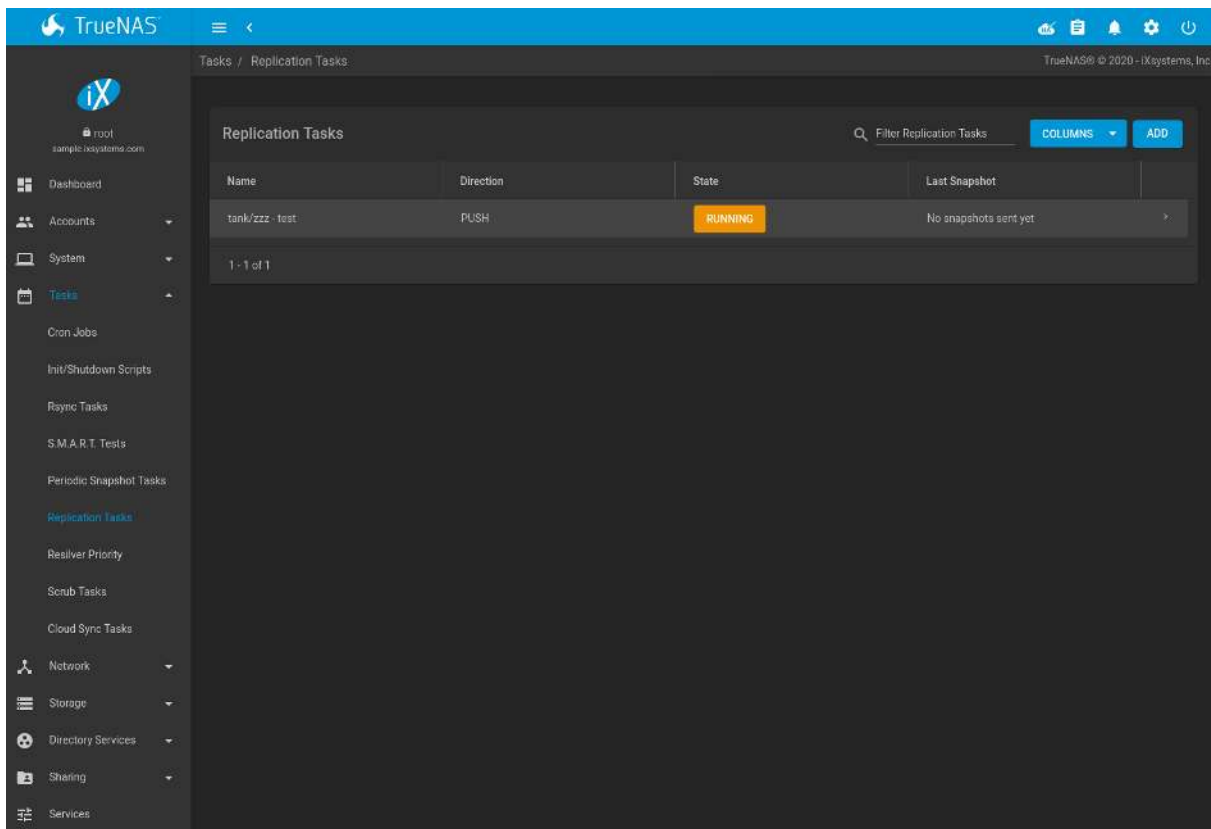 TrueNAS
Tasks / Replication Tasks
TrueNAS® © 2020 - iXsystems, Inc
iX
root
sample.ixsystems.com
Dashboard
Accounts
System
Tasks
Cron Jobs
Init/Shutdown Scripts
Rsync Tasks
S.M.A.R.T. Tests
Periodic Snapshot Tasks
Replication Tasks
Resilver Priority
Scrub Tasks
Cloud Sync Tasks
Network
Storage
Directory Services
Sharing
Services
Replication Tasks
Filter Replication Tasks
COLUMNS
ADD
Name Direction State Last Snapshot
tank/zzz - test PUSH RUNNING No snapshots sent yet
1 - 1 of 1